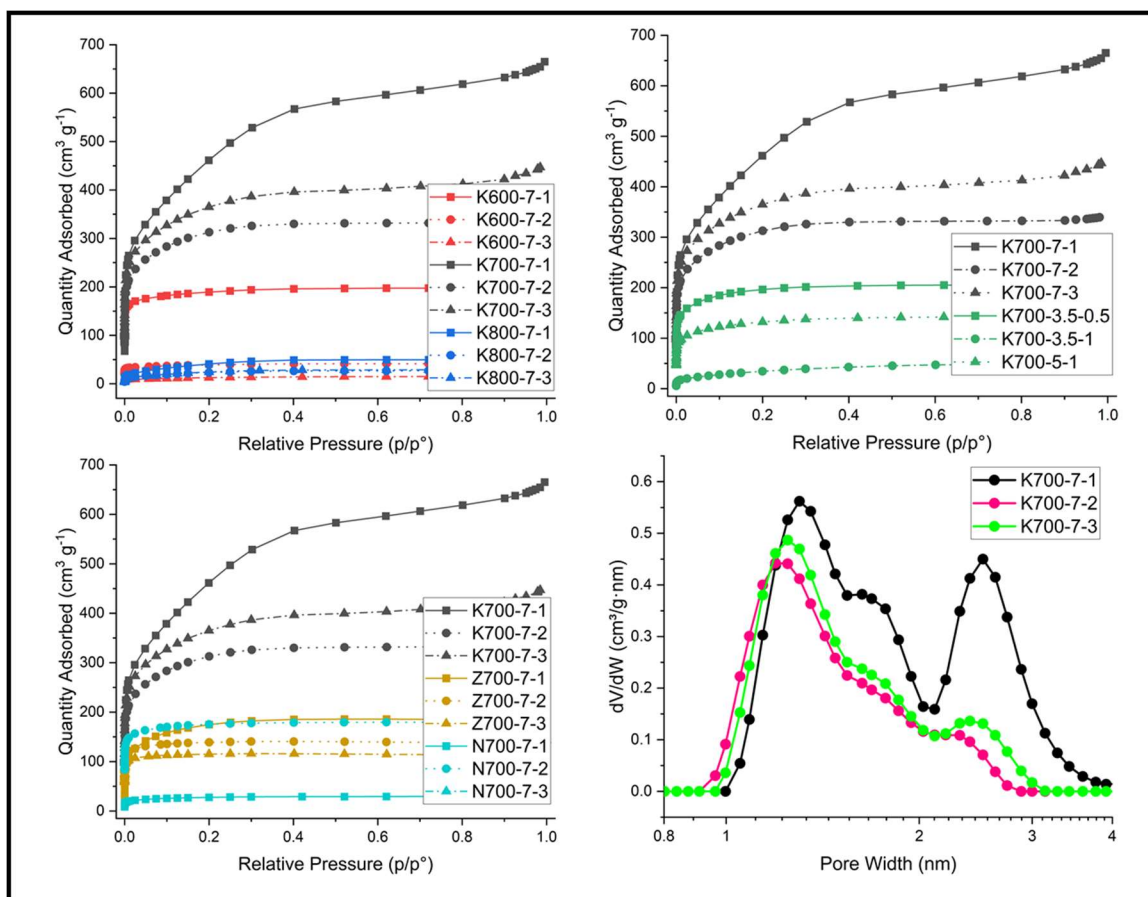 700
600
500
400
300
200
100
0
Quantity Adsorbed (cm³ g⁻¹)
K600-7-1
K600-7-2
K600-7-3
K700-7-1
K700-7-2
K700-7-3
K800-7-1
K800-7-2
K800-7-3
0.0 0.2 0.4 0.6 0.8 1.0
Relative Pressure (p/p°)
700
600
500
400
300
200
100
0
Quantity Adsorbed (cm³ g⁻¹)
K700-7-1
K700-7-2
K700-7-3
K700-3.5-0.5
K700-3.5-1
K700-5-1
0.0 0.2 0.4 0.6 0.8 1.0
Relative Pressure (p/p°)
700
600
500
400
300
200
100
0
Quantity Adsorbed (cm³ g⁻¹)
K700-7-1
K700-7-2
K700-7-3
Z700-7-1
Z700-7-2
Z700-7-3
N700-7-1
N700-7-2
N700-7-3
0.0 0.2 0.4 0.6 0.8 1.0
Relative Pressure (p/p°)
0.6
0.5
0.4
0.3
0.2
0.1
0.0
dV/dW (cm³/g·nm)
K700-7-1
K700-7-2
K700-7-3
0.8 1 2 3 4
Pore Width (nm)